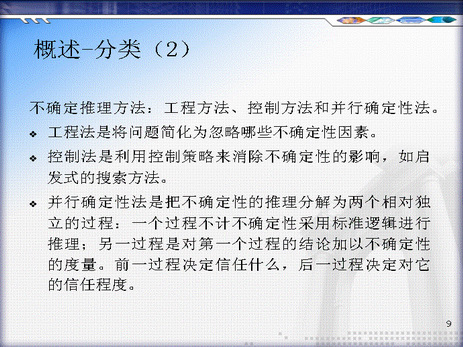 概述-分类（2）
不确定推理方法：工程方法、控制方法和并行确定性法。
工程法是将问题简化为忽略哪些不确定性因素。
控制法是利用控制策略来消除不确定性的影响，如启
发式的搜索方法。
并行确定性法是把不确定性的推理分解为两个相对独
立的过程：一个过程不计不确定性采用标准逻辑进行
推理；另一过程是对第一个过程的结论加以不确定性
的度量。前一过程决定信任什么，后一过程决定对它
的信任程度。
9